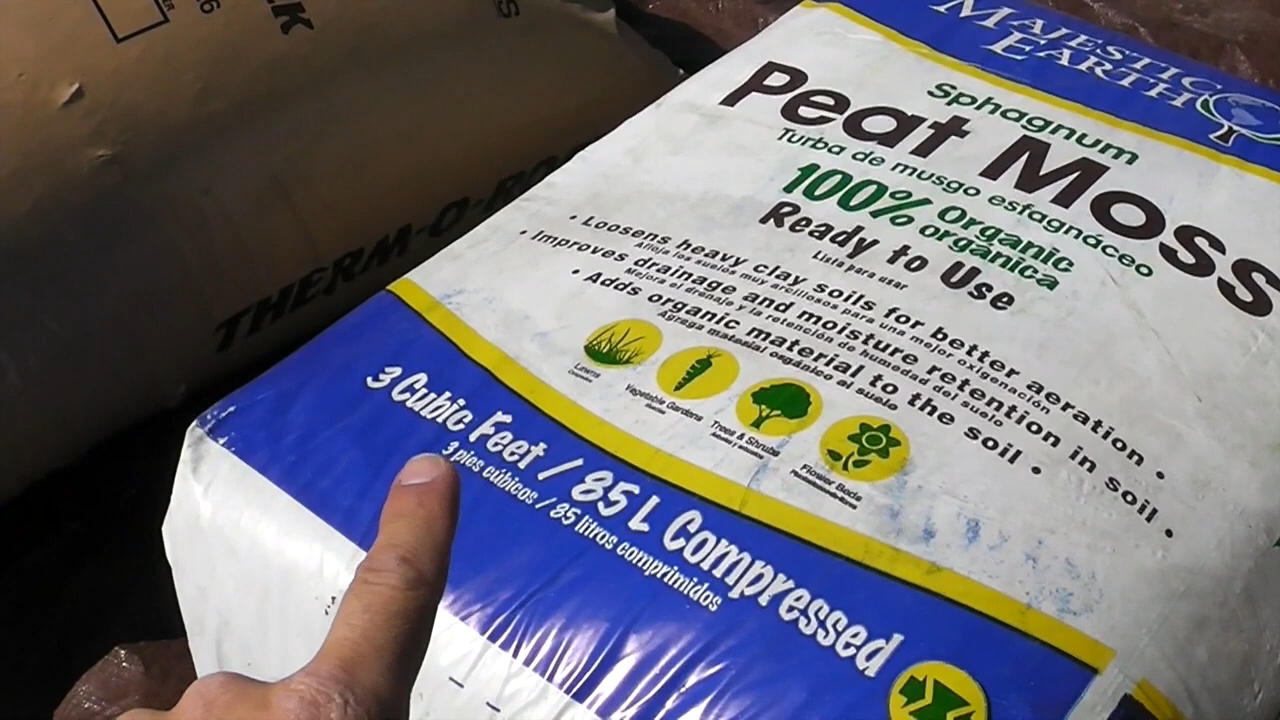 MAJESTIC
EARTH
Sphagnum
Peat Moss
Turba de musgo esfagnáceo
100% Organic
orgánica
Ready to Use
Lista para usar
• Loosens heavy clay soils for better aeration •
Afloja los suelos muy arcillosos para una mejor oxigenación
• Improves drainage and moisture retention in soil •
Mejora el drenaje y la retención de humedad del suelo
• Adds organic material to the soil •
Agrega material orgánico al suelo
Lawns
Vegetable Gardens
Trees & Shrubs
Flower Beds
3 Cubic Feet / 85 L Compressed
3 pies cúbicos / 85 litros comprimidos
THERM-O-RO